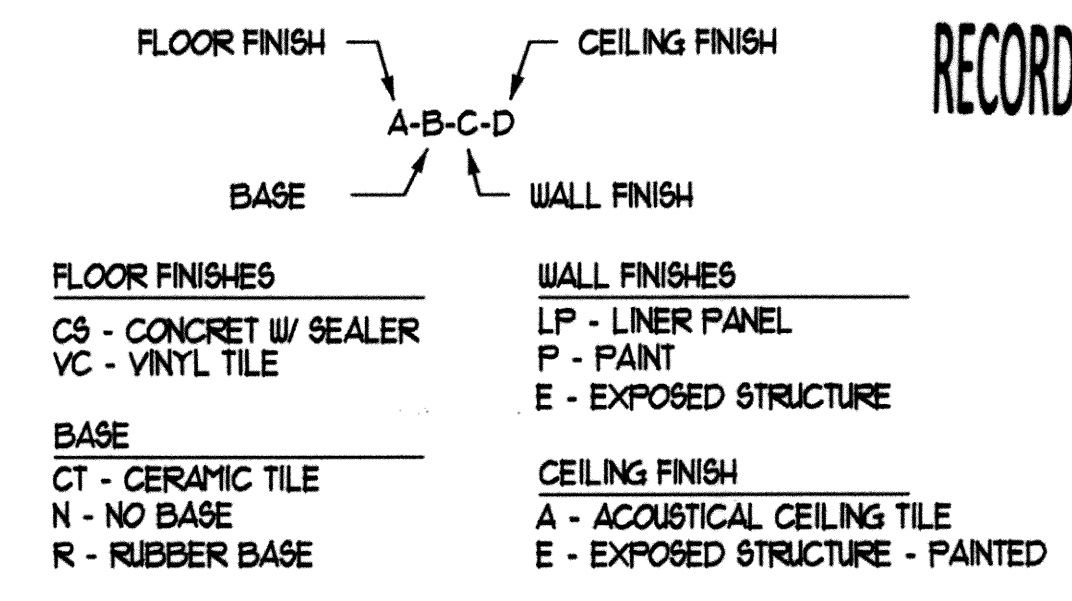 FLOOR FINISH
CEILING FINISH
RECORD
A-B-C-D
BASE
WALL FINISH
FLOOR FINISHES
CS - CONCRET W/ SEALER
VC - VINYL TILE
BASE
CT - CERAMIC TILE
N - NO BASE
R - RUBBER BASE
WALL FINISHES
LP - LINER PANEL
P - PAINT
E - EXPOSED STRUCTURE
CEILING FINISH
A - ACOUSTICAL CEILING TILE
E - EXPOSED STRUCTURE - PAINTED